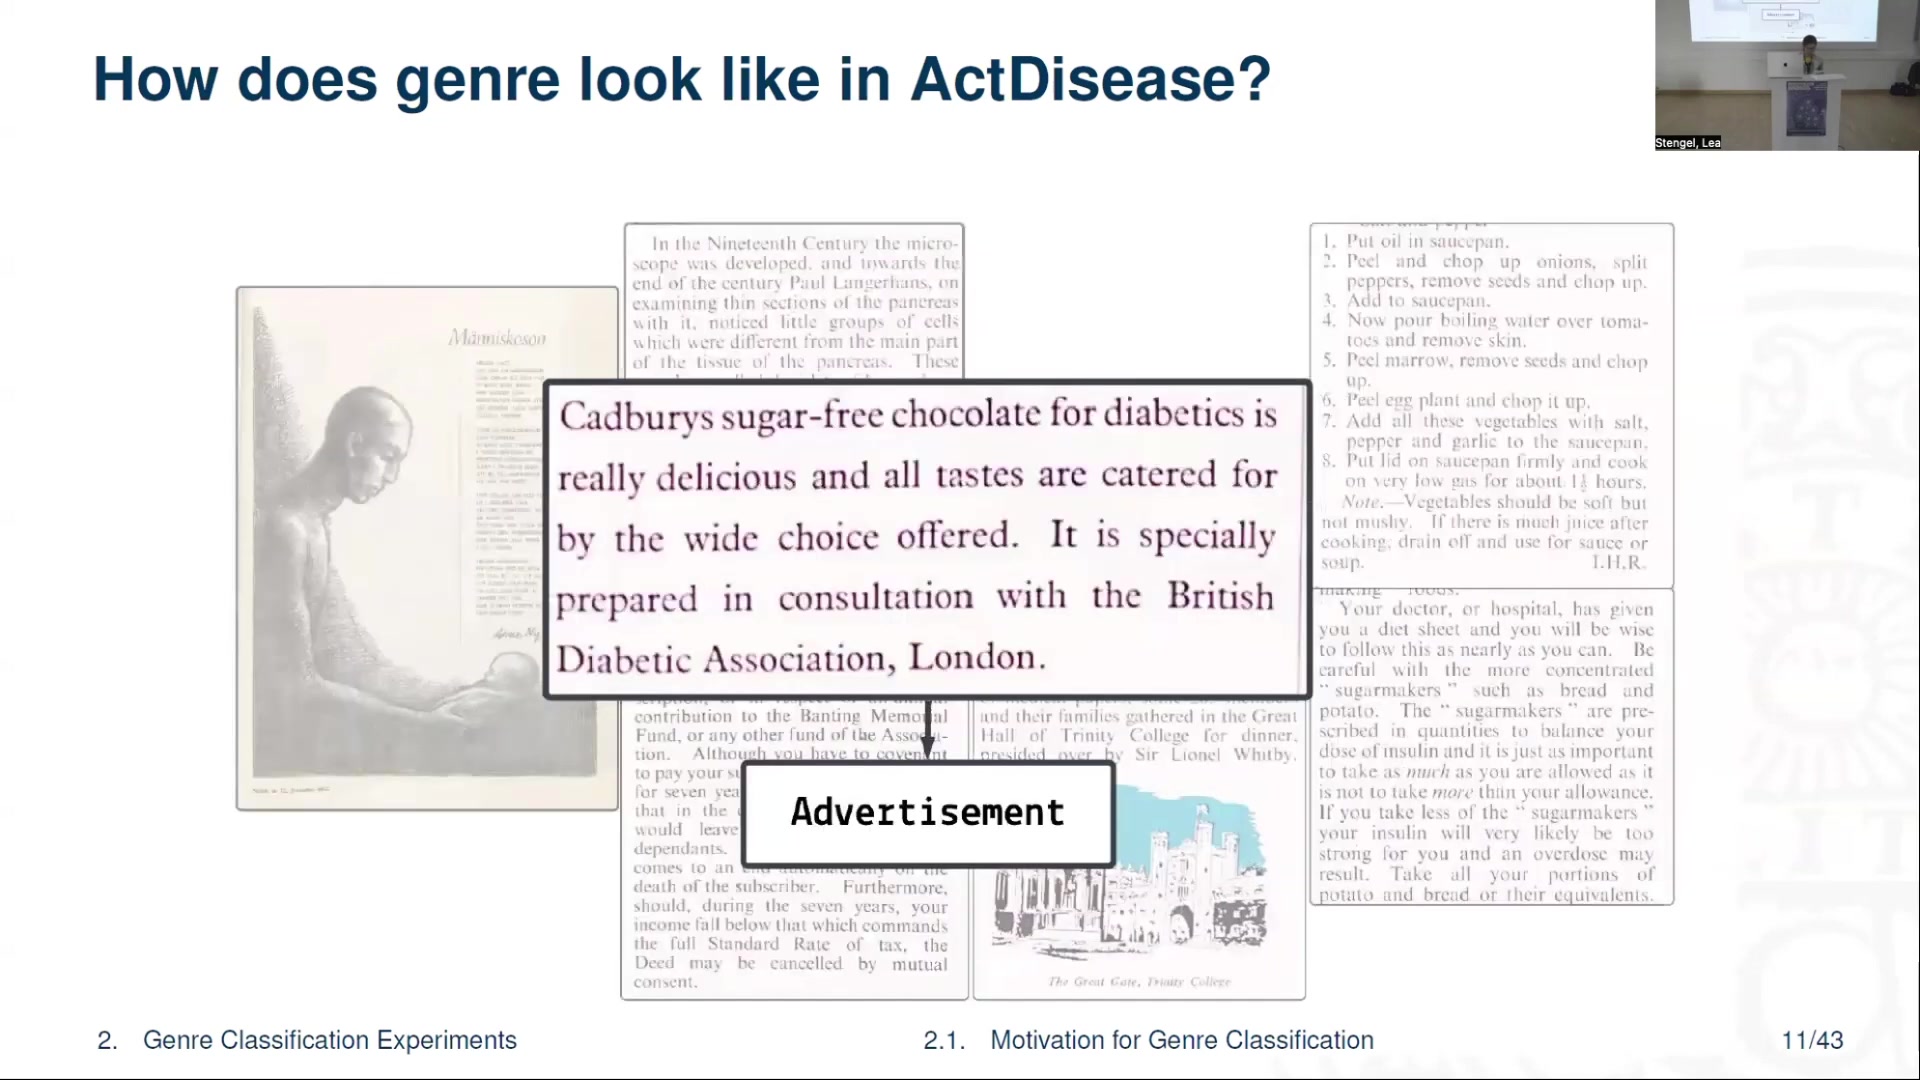 How does genre look like in ActDisease?
Stengel, Lea
Människoson
In the Nineteenth Century the micro-
scope was developed, and towards the
end of the century Paul Langerhans, on
examining thin sections of the pancreas
with it, noticed little groups of cells
which were different from the main part
of the tissue of the pancreas. These
Cadburys sugar-free chocolate for diabetics is
really delicious and all tastes are catered for
by the wide choice offered. It is specially
prepared in consultation with the British
Diabetic Association, London.
Advertisement
contribution to the Banting Memorial
Fund, or any other fund of the Associa-
tion. Although you have to covenant
to pay your
for seven
that in the
would leave
dependants.
comes to an automatically on the
death of the subscriber. Furthermore,
should, during the seven years, your
income fall below that which commands
the full Standard Rate of tax, the
Deed may be cancelled by mutual
consent.
and their families gathered in the Great
Hall of Trinity College for dinner,
presided over by Sir Lionel Whitby.
The Great Gate, Trinity College
1. Put oil in saucepan.
2. Peel and chop up onions, split
peppers, remove seeds and chop up.
3. Add to saucepan.
4. Now pour boiling water over toma-
toes and remove skin.
5. Peel marrow, remove seeds and chop
up.
6. Peel egg plant and chop it up.
7. Add all these vegetables with salt,
pepper and garlic to the saucepan.
8. Put lid on saucepan firmly and cook
on very low gas for about 1½ hours.
Note.—Vegetables should be soft but
not mushy. If there is much juice after
cooking, drain off and use for sauce or
soup. I.H.R.
making foods.
Your doctor, or hospital, has given
you a diet sheet and you will be wise
to follow this as nearly as you can. Be
careful with the more concentrated
“sugarmakers” such as bread and
potato. The “sugarmakers” are pre-
scribed in quantities to balance your
dose of insulin and it is just as important
to take as much as you are allowed as it
is not to take more than your allowance.
If you take less of the “sugarmakers”
your insulin will very likely be too
strong for you and an overdose may
result. Take all your portions of
potato and bread or their equivalents.
2. Genre Classification Experiments
2.1. Motivation for Genre Classification
11/43